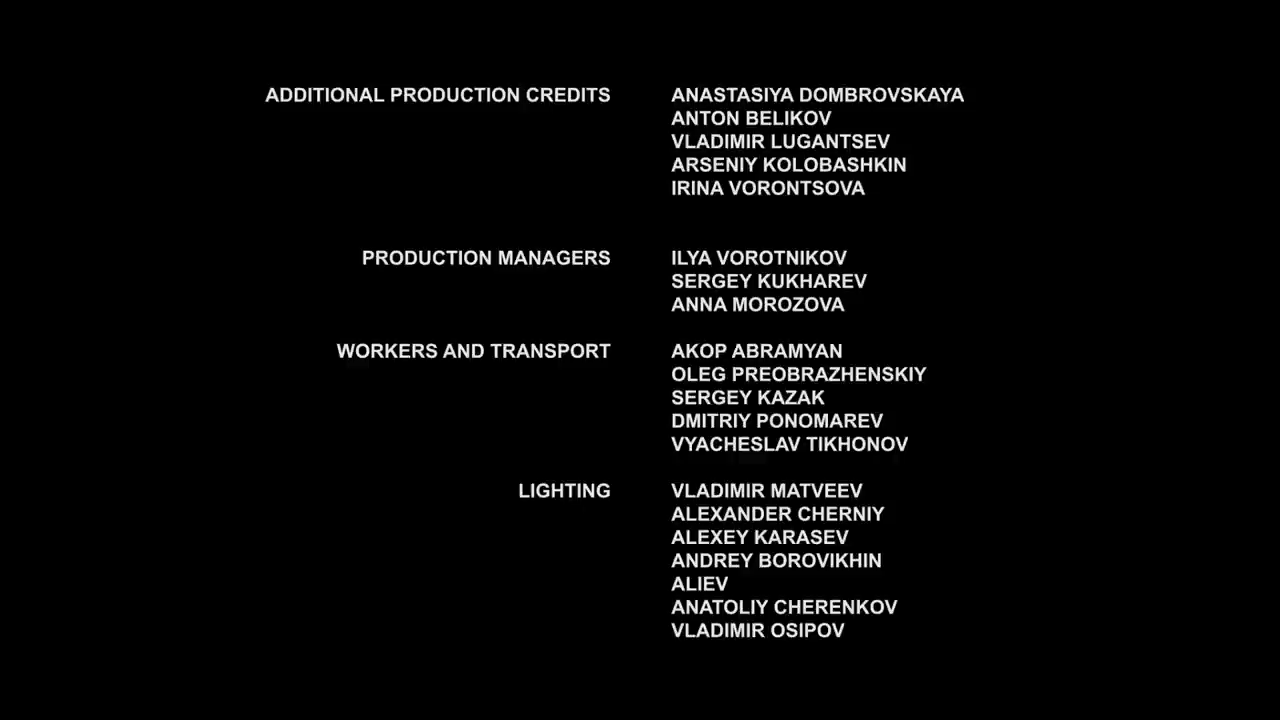 ADDITIONAL PRODUCTION CREDITS ANASTASIYA DOMBROVSKAYA
ANTON BELIKOV
VLADIMIR LUGANTSEV
ARSENIY KOLOBASHKIN
IRINA VORONTSOVA
PRODUCTION MANAGERS ILYA VOROTNIKOV
SERGEY KUKHAREV
ANNA MOROZOVA
WORKERS AND TRANSPORT AKOP ABRAMYAN
OLEG PREOBRAZHENSKIY
SERGEY KAZAK
DMITRIY PONOMAREV
VYACHESLAV TIKHONOV
LIGHTING VLADIMIR MATVEEV
ALEXANDER CHERNIY
ALEXEY KARASEV
ANDREY BOROVIKHIN
ALIEV
ANATOLIY CHERENKOV
VLADIMIR OSIPOV